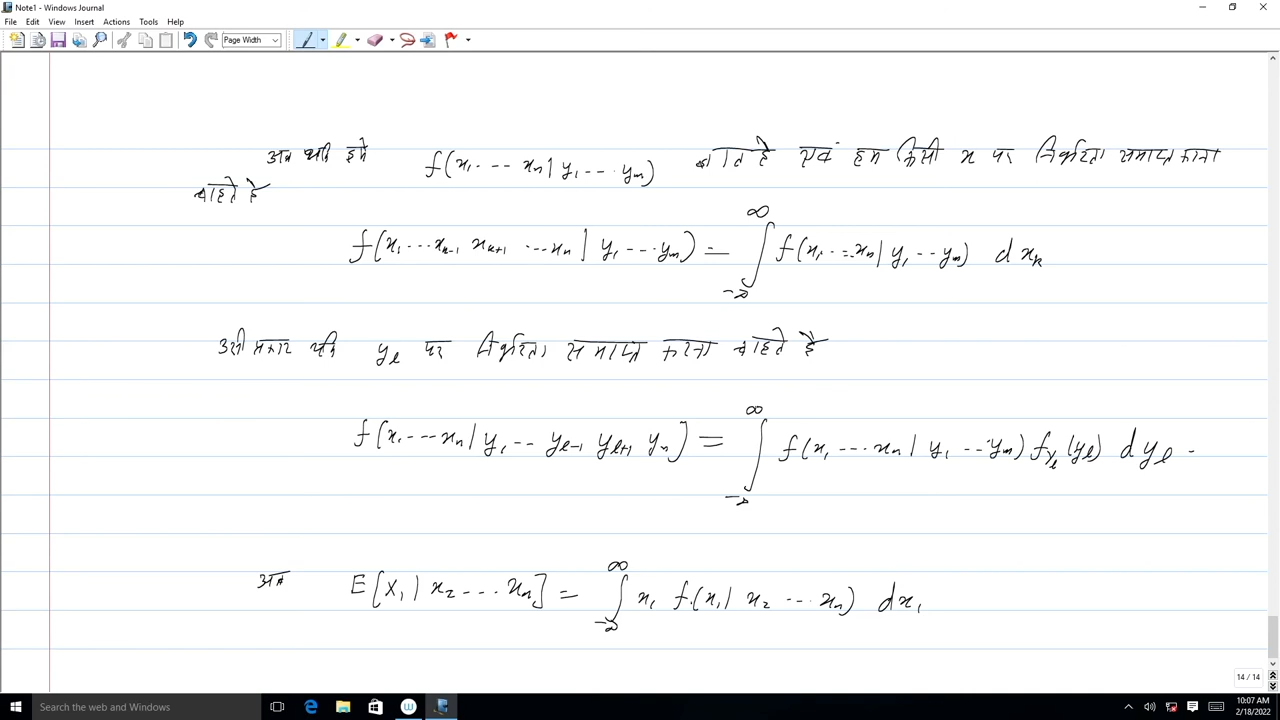 Note1 - Windows Journal
File Edit View Insert Actions Tools Help
Page Width
अब यदि हमें f(x₁ ... xₙ | y₁ ... yₘ) एवं हम किसी x पर निर्भरता समाप्त करना
चाहते है
f(x₁ ... xₖ₋₁ xₖ₊₁ ... xₙ | y₁ ... yₘ) = ∫_{-∞}^{∞} f(x₁ ... xₙ | y₁ ... yₘ) d xₖ
उसी प्रकार यदि yₗ पर निर्भरता समाप्त करना चाहते है
f(x₁ ... xₙ | y₁ ... yₗ₋₁ yₗ₊₁ yₘ] = ∫_{-∞}^{∞} f(x₁ ... xₙ | y₁ ... yₘ) f_{Yₗ}(yₗ) d yₗ
E[X₁ | x₂ ... xₙ] = ∫_{-∞}^{∞} x₁ f(x₁ | x₂ ... xₙ) dx₁
14 / 14
Search the web and Windows
10:07 AM
2/18/2022